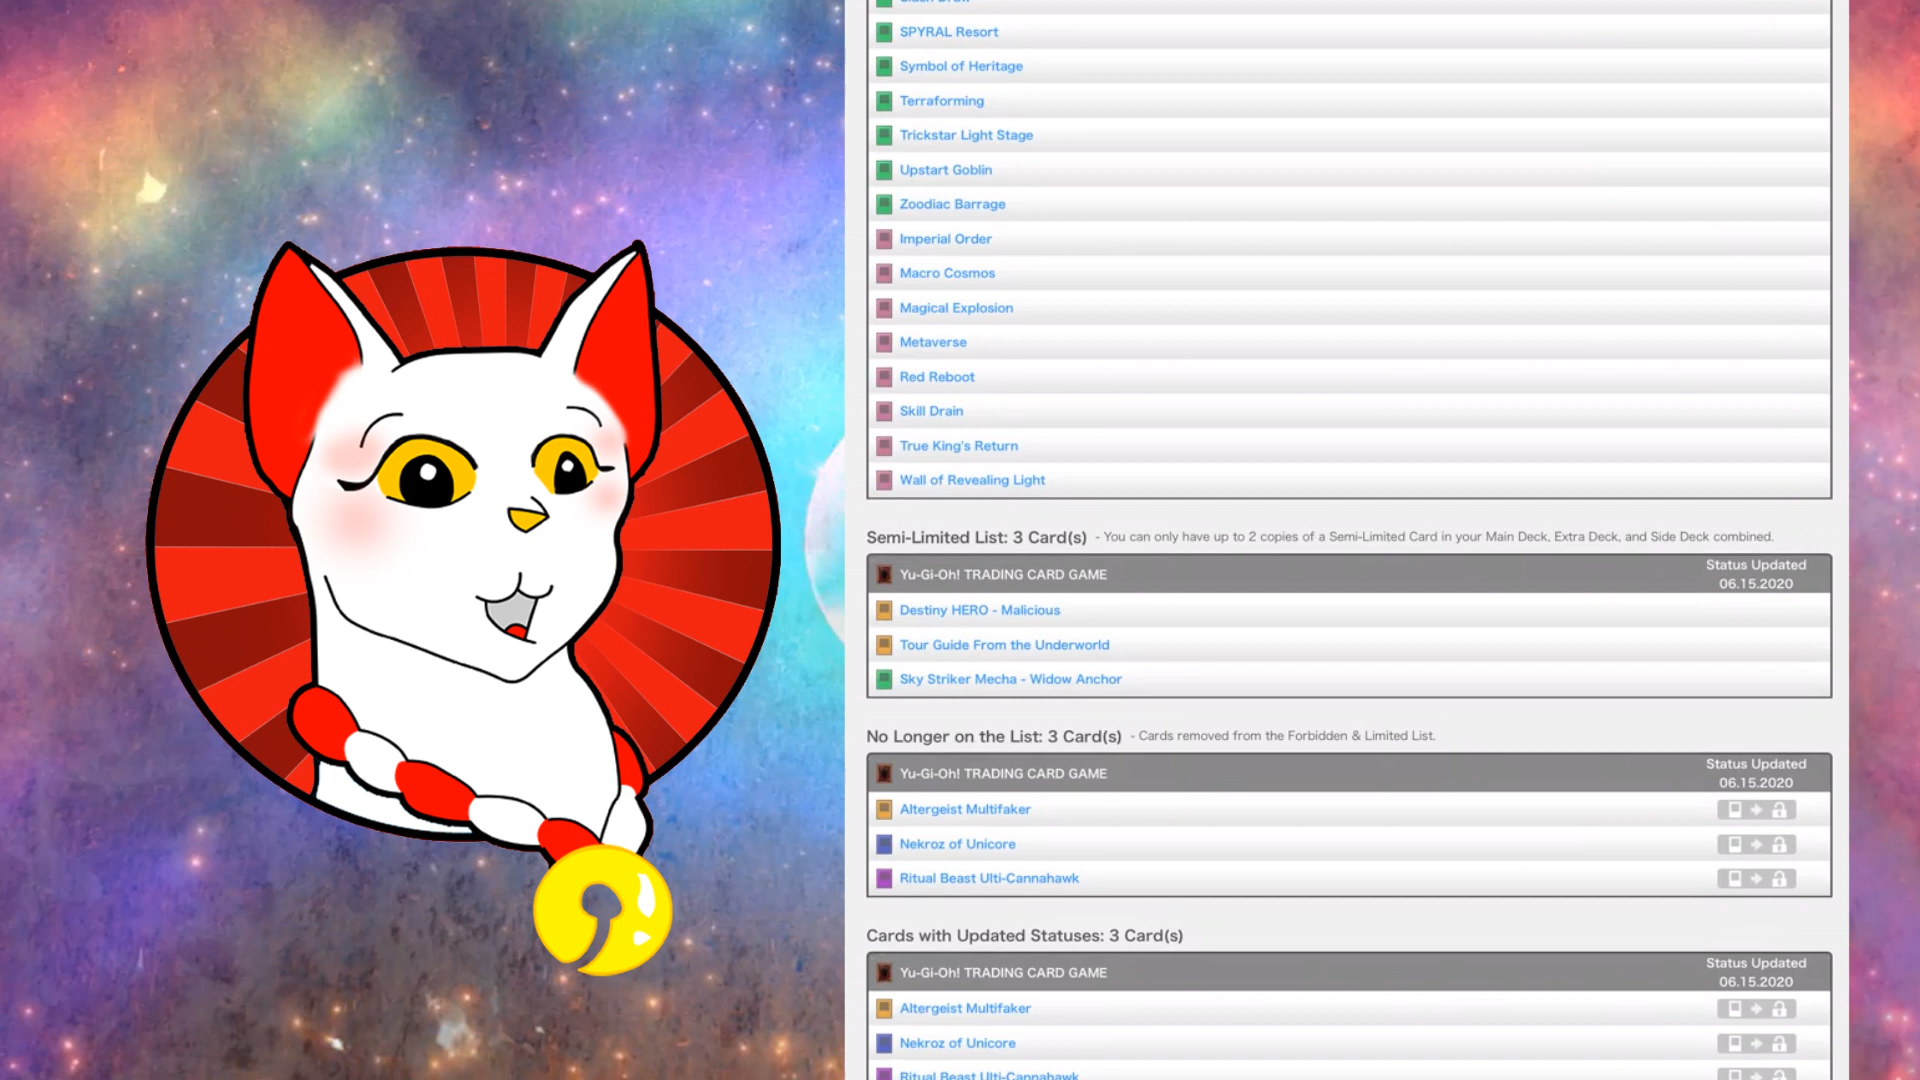 SPYRAL Resort
Symbol of Heritage
Terraforming
Trickstar Light Stage
Upstart Goblin
Zoodiac Barrage
Imperial Order
Macro Cosmos
Magical Explosion
Metaverse
Red Reboot
Skill Drain
True King's Return
Wall of Revealing Light
Semi-Limited List: 3 Card(s) - You can only have up to 2 copies of a Semi-Limited Card in your Main Deck, Extra Deck, and Side Deck combined.
Yu-Gi-Oh! TRADING CARD GAME Status Updated
06.15.2020
Destiny HERO - Malicious
Tour Guide From the Underworld
Sky Striker Mecha - Widow Anchor
No Longer on the List: 3 Card(s) - Cards removed from the Forbidden & Limited List.
Yu-Gi-Oh! TRADING CARD GAME Status Updated
06.15.2020
Altergeist Multifaker
Nekroz of Unicore
Ritual Beast Ulti-Cannahawk
Cards with Updated Statuses: 3 Card(s)
Yu-Gi-Oh! TRADING CARD GAME Status Updated
06.15.2020
Altergeist Multifaker
Nekroz of Unicore
Ritual Beast Ulti-Cannahawk